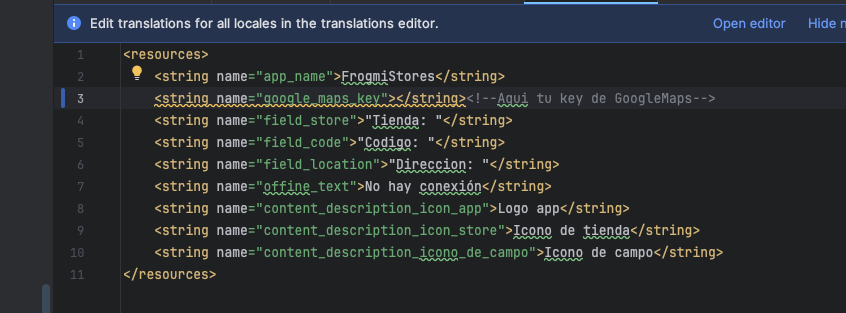 Edit translations for all locales in the translations editor. Open editor Hide
1 <resources>
2 <string name="app_name">FrogmiStores</string>
3 <string name="google_maps_key"></string><!--Aqui tu key de GoogleMaps-->
4 <string name="field_store">"Tienda: "</string>
5 <string name="field_code">"Codigo: "</string>
6 <string name="field_location">"Direccion: "</string>
7 <string name="offine_text">No hay conexión</string>
8 <string name="content_description_icon_app">Logo app</string>
9 <string name="content_description_icon_store">Icono de tienda</string>
10 <string name="content_description_icono_de_campo">Icono de campo</string>
11 </resources>